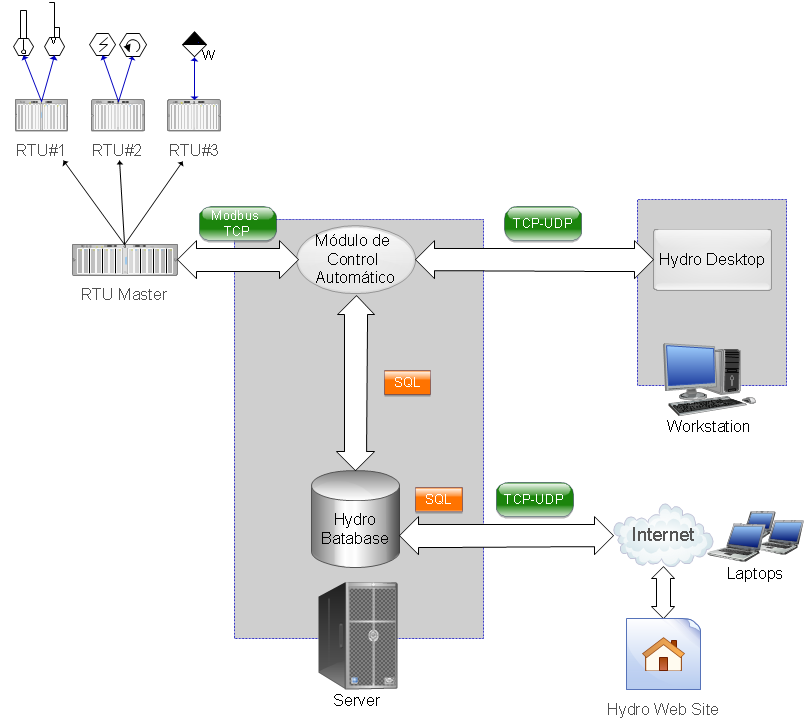 W
RTU#1
RTU#2
RTU#3
Modbus
TCP
TCP-UDP
Módulo de
Control
Automático
Hydro Desktop
RTU Master
SQL
Workstation
SQL
TCP-UDP
Hydro
Batabase
Internet
Laptops
Server
Hydro Web Site